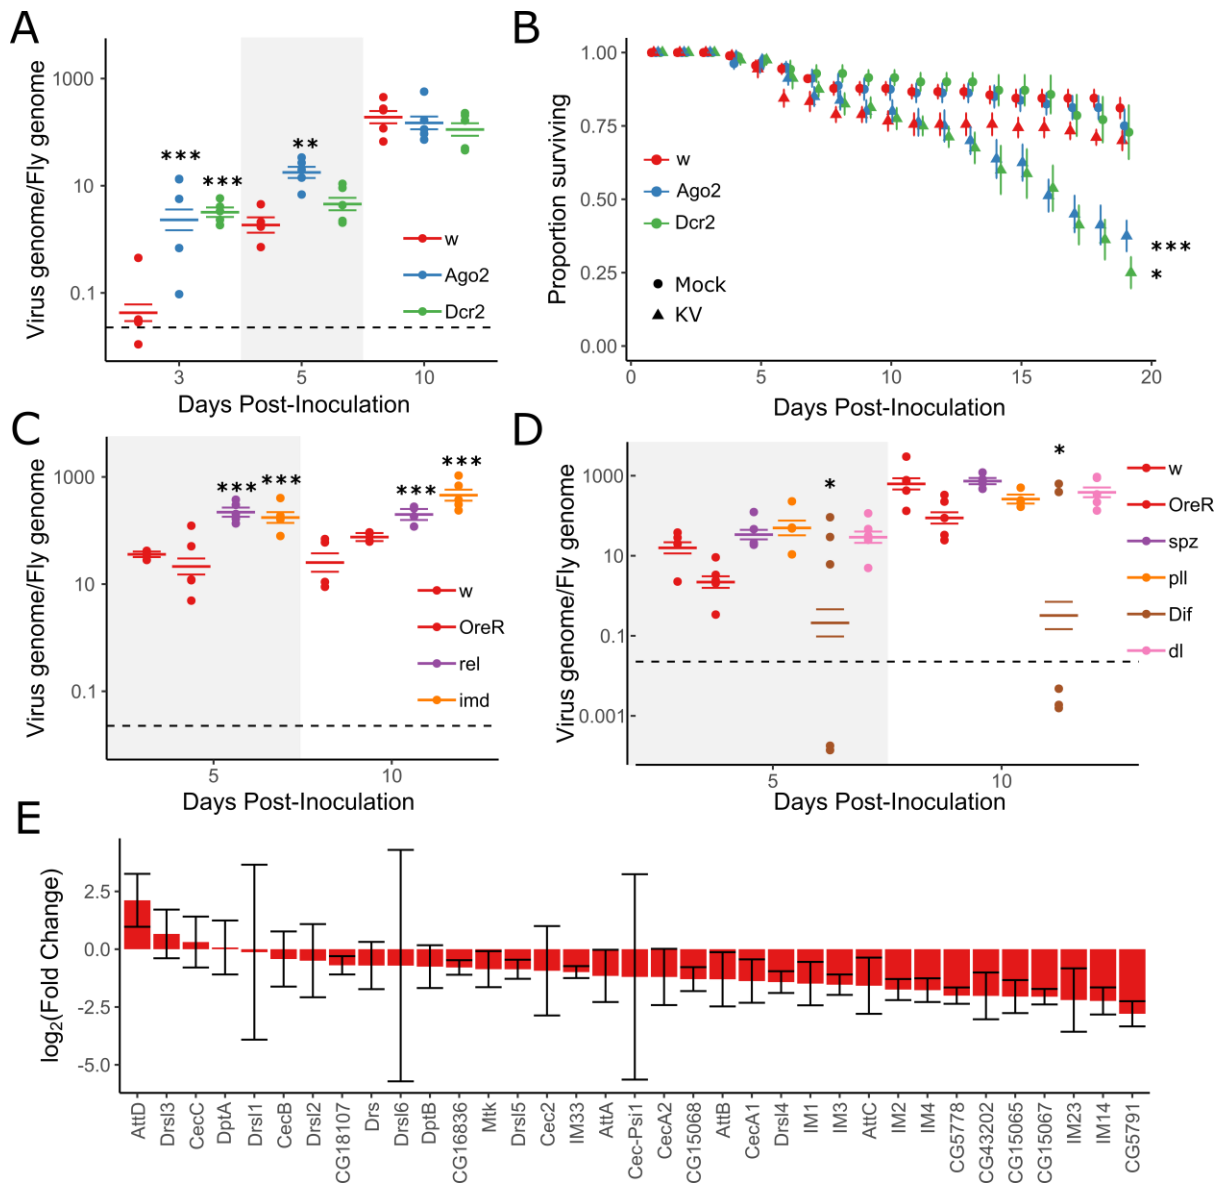 A
Virus genome/Fly genome
1000
10
0.1
***
***
**
w
Ago2
Dcr2
3
5
10
Days Post-Inoculation
B
Proportion surviving
1.00
0.75
0.50
0.25
0.00
w
Ago2
Dcr2
Mock
KV
***
*
0
5
10
15
20
Days Post-Inoculation
C
Virus genome/Fly genome
1000
10
0.1
***
***
***
***
w
OreR
rel
imd
5
10
Days Post-Inoculation
D
Virus genome/Fly genome
1000
10
0.1
0.001
*
*
w
OreR
spz
pll
Dif
dl
5
10
Days Post-Inoculation
E
log2(Fold Change)
2.5
0.0
-2.5
-5.0
AttD
Drsl3
CecC
DptA
Drsl1
CecB
Drsl2
CG18107
Drs
Drsl6
DptB
CG16836
Mtk
Drsl5
Cec2
IM33
AttA
Cec-Psi1
CecA2
CG15068
AttB
CecA1
Drsl4
IM1
IM3
AttC
IM2
IM4
CG5778
CG43202
CG15065
CG15067
IM23
IM14
CG5791